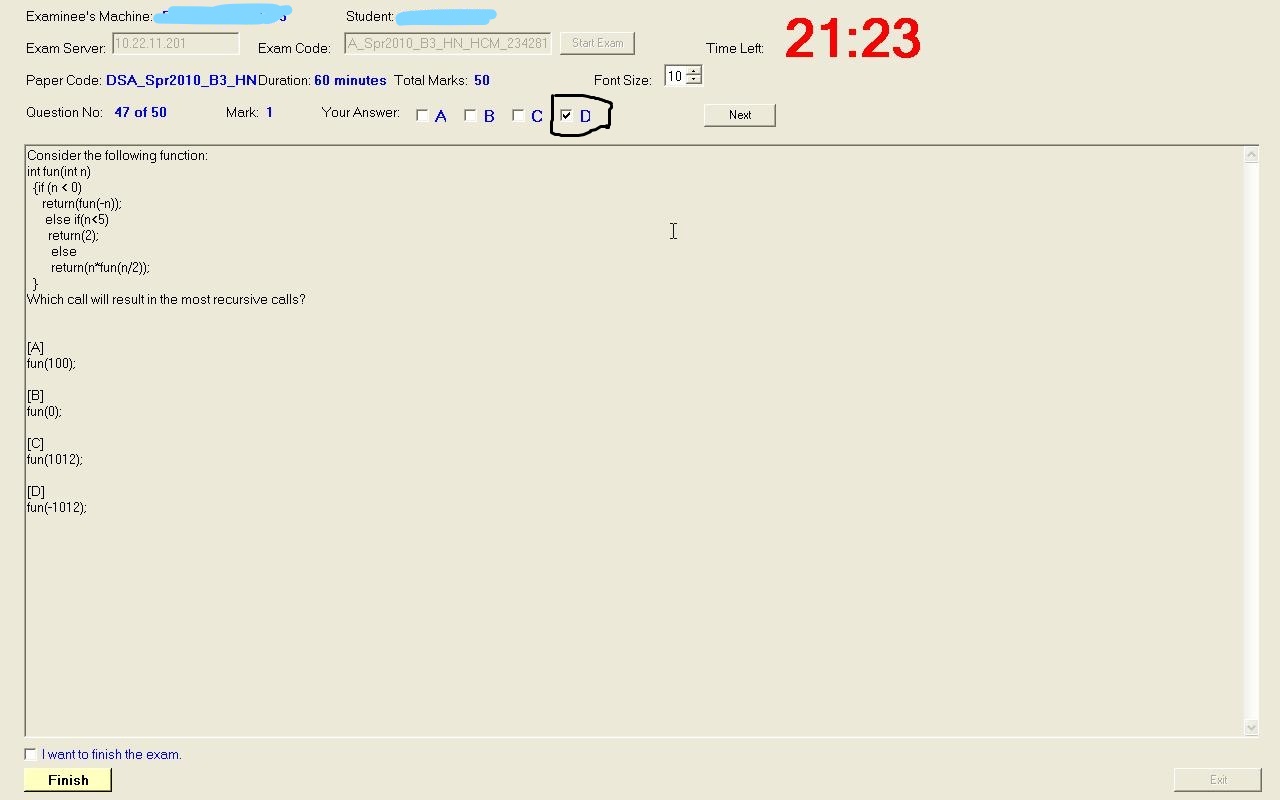 Examinee's Machine: Student:
Exam Server: 10.22.11.201 Exam Code: A_Spr2010_B3_HN_HCM_234281 Start Exam Time Left: 21:23
Paper Code: DSA_Spr2010_B3_HN Duration: 60 minutes Total Marks: 50 Font Size: 10
Question No: 47 of 50 Mark: 1 Your Answer: A B C D Next
Consider the following function:
int fun(int n)
{if (n < 0)
return(fun(-n));
else if(n<5)
return(2);
else
return(n*fun(n/2));
}
Which call will result in the most recursive calls?
[A]
fun(100);
[B]
fun(0);
[C]
fun(1012);
[D]
fun(-1012);
I want to finish the exam.
Finish Exit